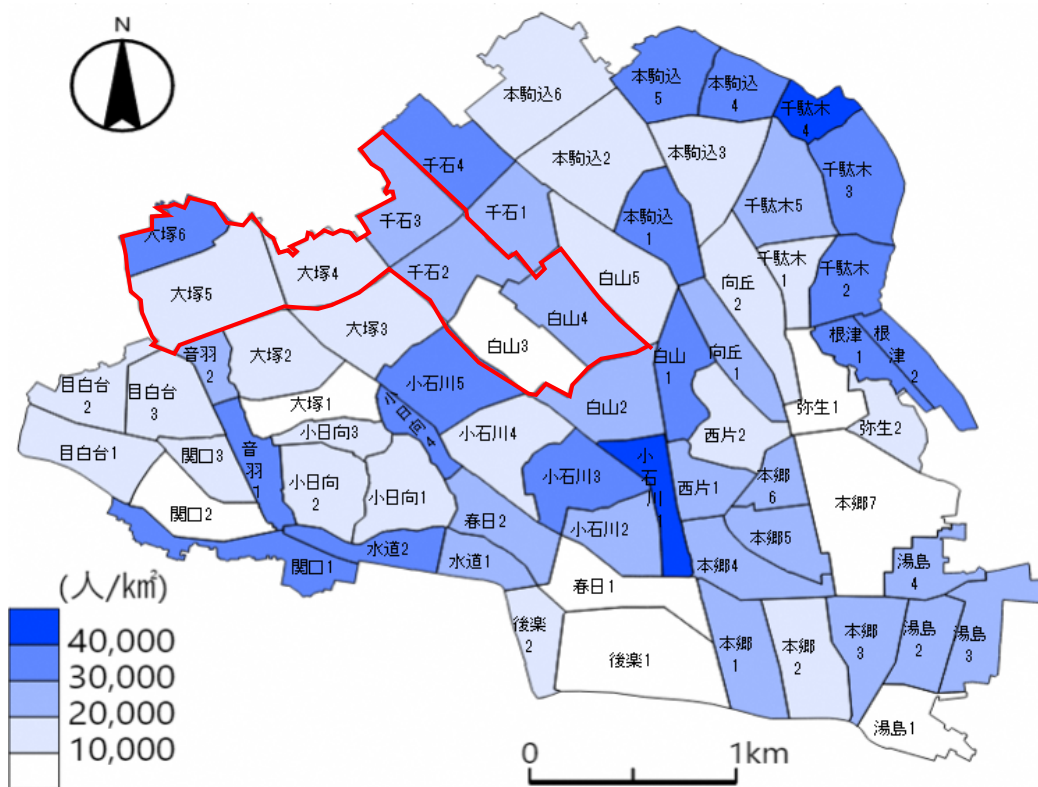 N
本駒込6
本駒込
5
本駒込
4
千駄木
4
本駒込2
本駒込3
千駄木
3
千石4
千石3
千石1
本駒込
1
千駄木5
大塚6
大塚4
千石2
白山5
向丘
2
千駄木
1
千駄木
2
大塚5
大塚3
白山4
白山3
白山
1
向丘
1
根津
1
根津
2
音羽
2
大塚2
小石川5
目白台
2
目白台
3
大塚1
小日向4
白山2
弥生1
弥生2
小日向3
小石川4
西片2
目白台1
関口3
音羽
1
小日向
2
小日向1
小石川3
小石川
1
西片1
本郷
6
本郷7
関口2
春日2
小石川2
本郷5
水道2
水道1
本郷4
湯島
4
関口1
春日1
後楽
2
後楽1
本郷
1
本郷
2
本郷
3
湯島
2
湯島
3
湯島1
(人/k㎡)
40,000
30,000
20,000
10,000
0 1km